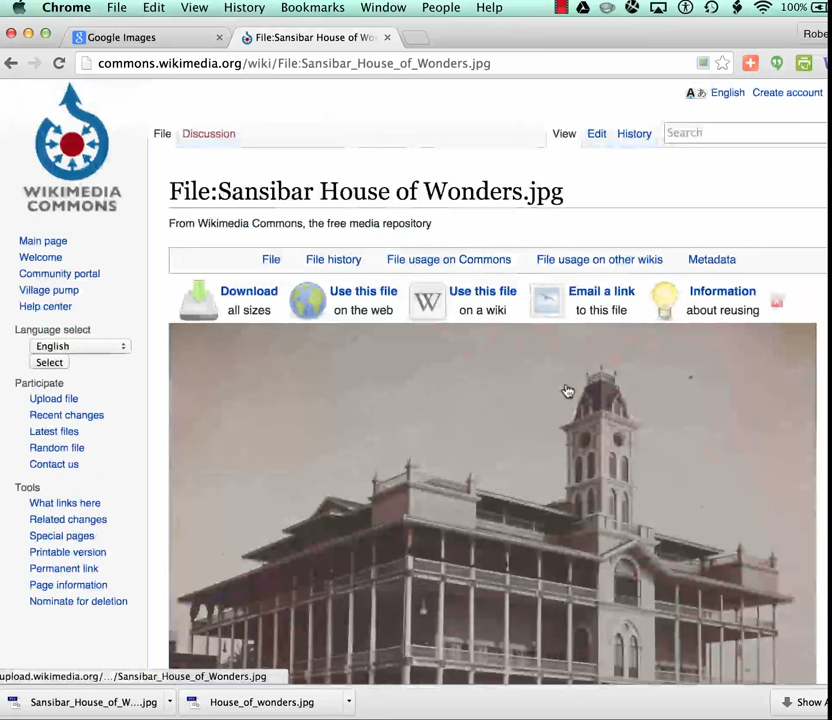 Chrome File Edit View History Bookmarks Window People Help 100%
Google Images × File:Sansibar House of Wo ×
commons.wikimedia.org/wiki/File:Sansibar_House_of_Wonders.jpg
English Create account
File Discussion View Edit History Search
WIKIMEDIA
COMMONS
File:Sansibar House of Wonders.jpg
From Wikimedia Commons, the free media repository
Main page
Welcome
Community portal
Village pump
Help center
File File history File usage on Commons File usage on other wikis Metadata
Download
all sizes
Use this file
on the web
W
Use this file
on a wiki
Email a link
to this file
Information
about reusing
Language select
English
Select
Participate
Upload file
Recent changes
Latest files
Random file
Contact us
Tools
What links here
Related changes
Special pages
Printable version
Permanent link
Page information
Nominate for deletion
upload.wikimedia.org/.../Sansibar_House_of_Wonders.jpg
Sansibar_House_of_W....jpg House_of_wonders.jpg Show